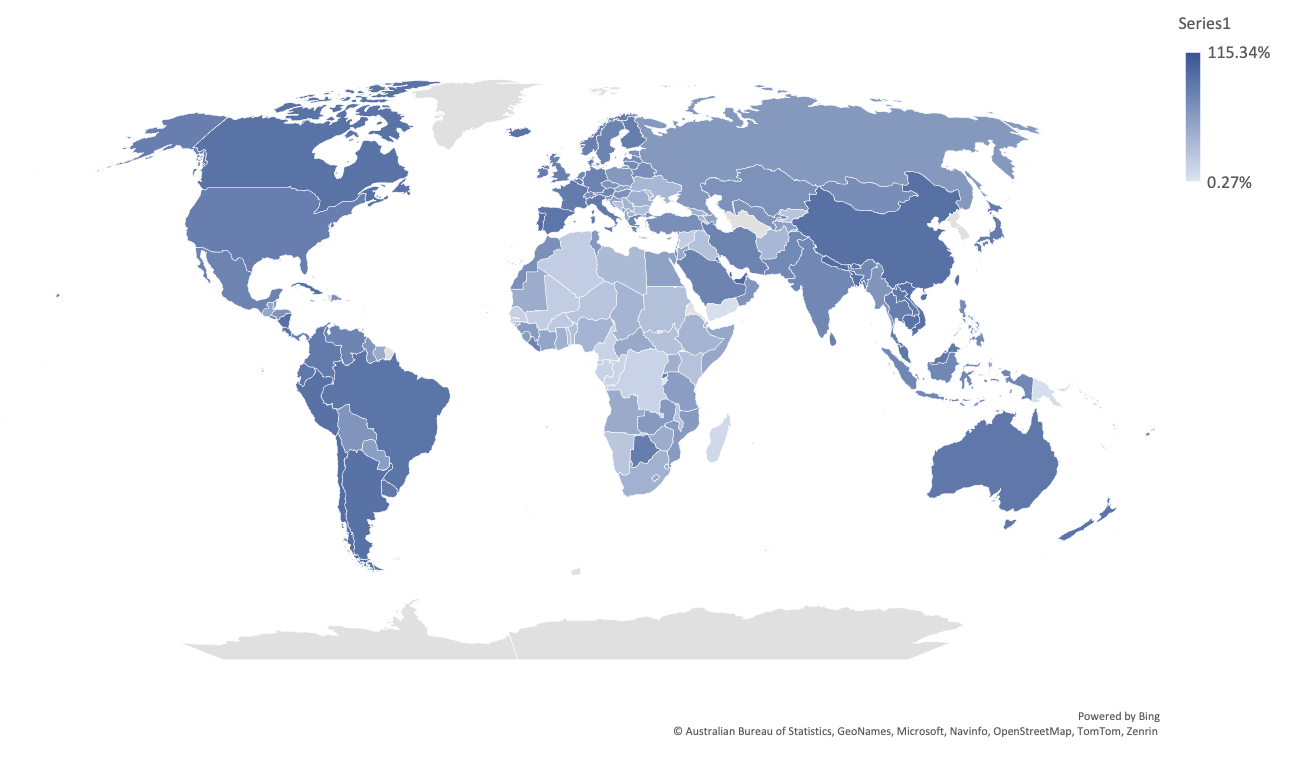 Series1
115.34%
0.27%
Powered by Bing
© Australian Bureau of Statistics, GeoNames, Microsoft, Navinfo, OpenStreetMap, TomTom, Zenrin